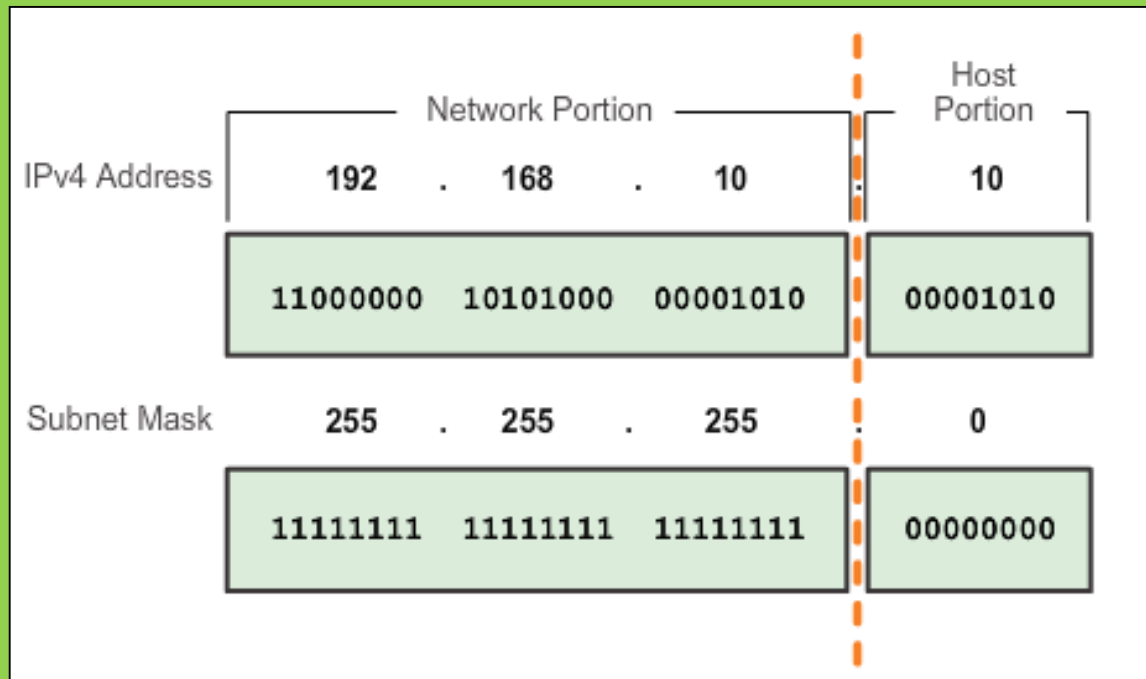 Host
Network Portion Portion
IPv4 Address 192 . 168 . 10 . 10
11000000 10101000 00001010 00001010
Subnet Mask 255 . 255 . 255 . 0
11111111 11111111 11111111 00000000